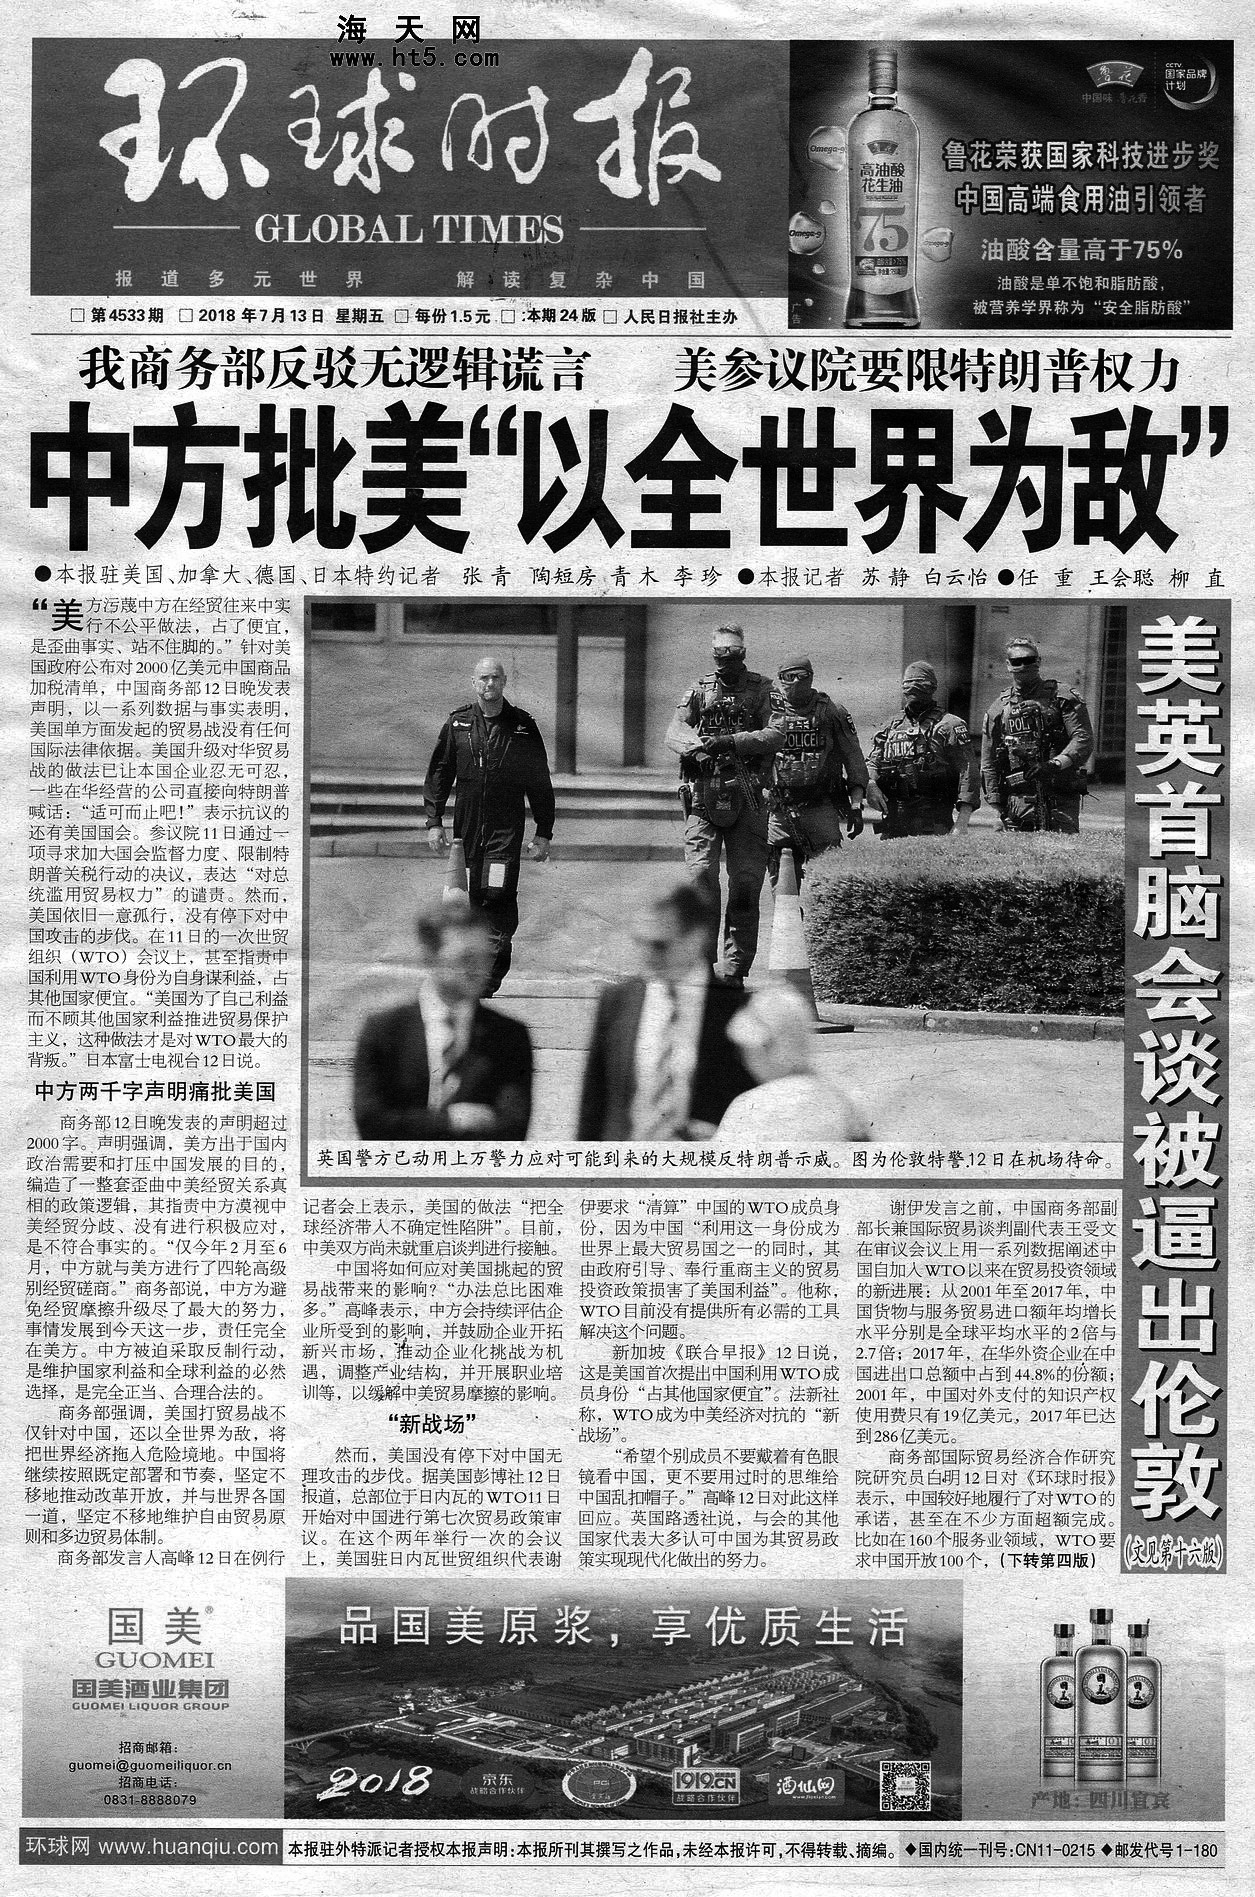 海天网
www.ht5.com
环球时报
GLOBAL TIMES
报道多元世界 解读复杂中国
鲁花
中国味 鲁花香
CCTV
国家品牌
计划
鲁花荣获国家科技进步奖
中国高端食用油引领者
油酸含量高于75%
油酸是单不饱和脂肪酸,
被营养学界称为“安全脂肪酸”
广告
Omega-9
Omega-9
Omega-9
高油酸
花生油
75
□第4533期 □2018年7月13日 星期五 □每份1.5元 □本期24版 □人民日报社主办
我商务部反驳无逻辑谎言 美参议院要限特朗普权力
中方批美“以全世界为敌”
●本报驻美国、加拿大、德国、日本特约记者 张青 陶短房 青木 李珍 ●本报记者 苏静 白云怡 ●任重 王会聪 柳直
“美方污蔑中方在经贸往来中实
行不公平做法，占了便宜，
是歪曲事实、站不住脚的。”针对美
国政府公布对2000亿美元中国商品
加税清单，中国商务部12日晚发表
声明，以一系列数据与事实表明，
美国单方面发起的贸易战没有任何
国际法律依据。美国升级对华贸易
战的做法已让本国企业忍无可忍，
一些在华经营的公司直接向特朗普
喊话：“适可而止吧！”表示抗议的
还有美国国会。参议院11日通过一
项寻求加大国会监督力度、限制特
朗普关税行动的决议，表达“对总
统滥用贸易权力”的谴责。然而，
美国依旧一意孤行，没有停下对中
国攻击的步伐。在11日的一次世贸
组织（WTO）会议上，甚至指责中
国利用WTO身份为自身谋利益，占
其他国家便宜。“美国为了自己利益
而不顾其他国家利益推进贸易保护
主义，这种做法才是对WTO最大的
背叛。”日本富士电视台12日说。
中方两千字声明痛批美国
商务部12日晚发表的声明超过
2000字。声明强调，美方出于国内
政治需要和打压中国发展的目的，
编造了一整套歪曲中美经贸关系真
相的政策逻辑，其指责中方漠视中
美经贸分歧、没有进行积极应对，
是不符合事实的。“仅今年2月至6
月，中方就与美方进行了四轮高级
别经贸磋商。”商务部说，中方为避
免经贸摩擦升级尽了最大的努力，
事情发展到今天这一步，责任完全
在美方。中方被迫采取反制行动，
是维护国家利益和全球利益的必然
选择，是完全正当、合理合法的。
商务部强调，美国打贸易战不
仅针对中国，还以全世界为敌，将
把世界经济拖入危险境地。中国将
继续按照既定部署和节奏，坚定不
移地推动改革开放，并与世界各国
一道，坚定不移地维护自由贸易原
则和多边贸易体制。
商务部发言人高峰12日在例行
POLICE
POLICE
POLICE
POL
英国警方已动用上万警力应对可能到来的大规模反特朗普示威。图为伦敦特警12日在机场待命。
记者会上表示，美国的做法“把全
球经济带入不确定性陷阱”。目前，
中美双方尚未就重启谈判进行接触。
中国将如何应对美国挑起的贸
易战带来的影响？“办法总比困难
多。”高峰表示，中方会持续评估企
业所受到的影响，并鼓励企业开拓
新兴市场，推动企业化挑战为机
遇，调整产业结构，并开展职业培
训等，以缓解中美贸易摩擦的影响。
“新战场”
然而，美国没有停下对中国无
理攻击的步伐。据美国彭博社12日
报道，总部位于日内瓦的WTO11日
开始对中国进行第七次贸易政策审
议。在这个两年举行一次的会议
上，美国驻日内瓦世贸组织代表谢
伊要求“清算”中国的WTO成员身
份，因为中国“利用这一身份成为
世界上最大贸易国之一的同时，其
由政府引导、奉行重商主义的贸易
投资政策损害了美国利益”。他称，
WTO目前没有提供所有必需的工具
解决这个问题。
新加坡《联合早报》12日说，
这是美国首次提出中国利用WTO成
员身份“占其他国家便宜”。法新社
称，WTO成为中美经济对抗的“新
战场”。
“希望个别成员不要戴着有色眼
镜看中国，更不要用过时的思维给
中国乱扣帽子。”高峰12日对此这样
回应。英国路透社说，与会的其他
国家代表大多认可中国为其贸易政
策实现现代化做出的努力。
谢伊发言之前，中国商务部副
部长兼国际贸易谈判副代表王受文
在审议会议上用一系列数据阐述中
国自加入WTO以来在贸易投资领域
的新进展：从2001年至2017年，中
国货物与服务贸易进口额年均增长
水平分别是全球平均水平的2倍与
2.7倍；2017年，在华外资企业在中
国进出口总额中占到44.8%的份额；
2001年，中国对外支付的知识产权
使用费只有19亿美元，2017年已达
到286亿美元。
商务部国际贸易经济合作研究
院研究员白明12日对《环球时报》
表示，中国较好地履行了对WTO的
承诺，甚至在不少方面超额完成。
比如在160个服务业领域，WTO要
求中国开放100个，（下转第四版）
美英首脑会谈被逼出伦敦
（文见第十六版）
国美®
GUOMEI
国美酒业集团
GUOMEI LIQUOR GROUP
招商邮箱：
guomei@guomeiliquor.cn
招商电话：
0831-8888079
品国美原浆，享优质生活
2018
京东
战略合作伙伴
PGI
1919.CN
战略合作伙伴
酒仙网
www.jiuxian.com
产地：四川宜宾
环球网 www.huanqiu.com 本报驻外特派记者授权本报声明：本报所刊其撰写之作品，未经本报许可，不得转载、摘编。 ◆国内统一刊号：CN11-0215 ◆邮发代号1-180